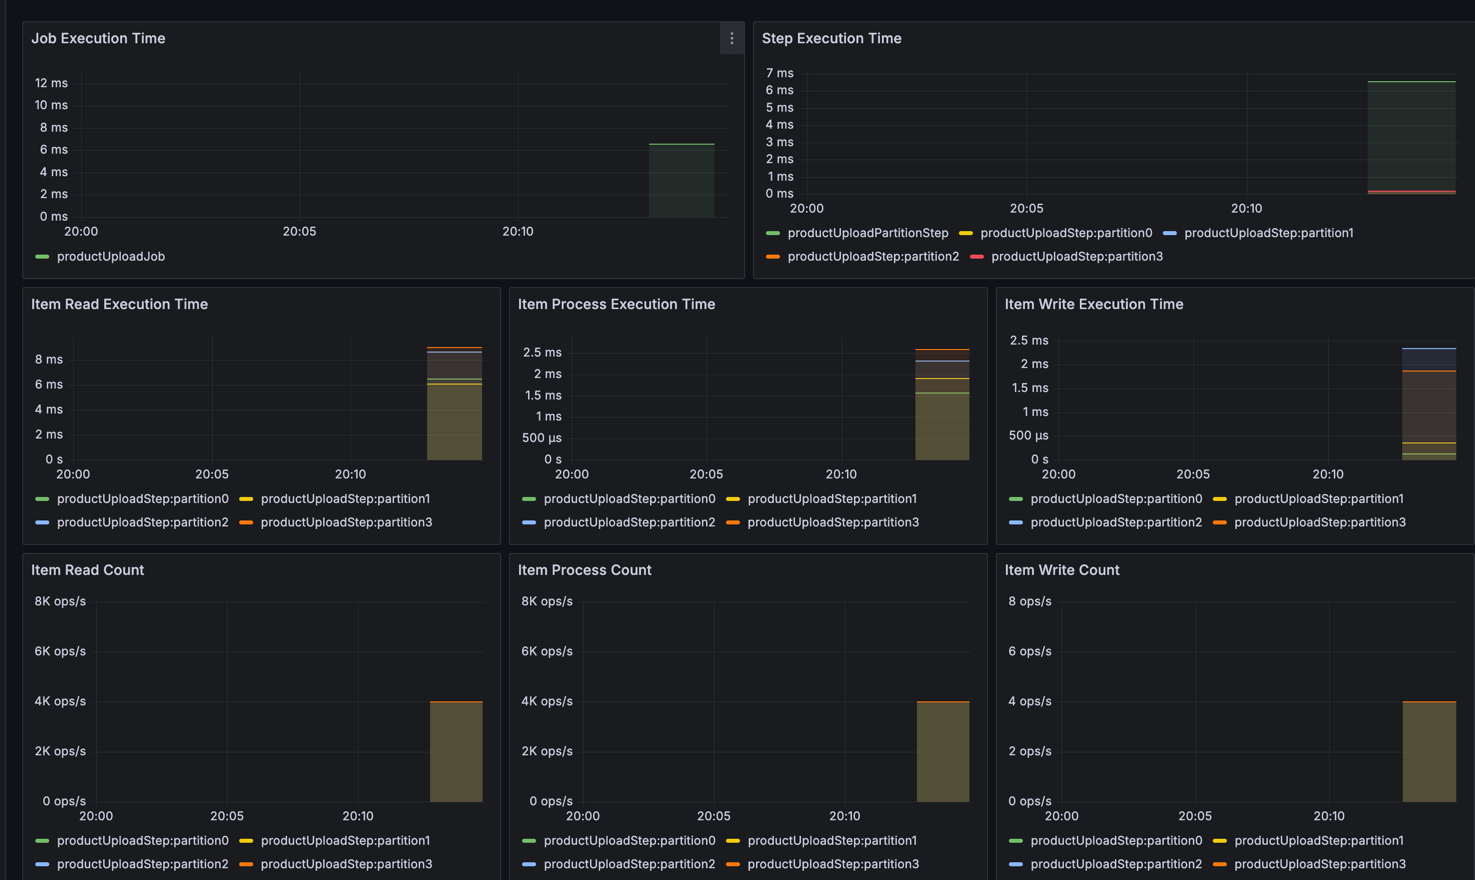 Job Execution Time
12 ms
10 ms
8 ms
6 ms
4 ms
2 ms
0 ms
20:00 20:05 20:10
productUploadJob
Step Execution Time
7 ms
6 ms
5 ms
4 ms
3 ms
2 ms
1 ms
0 ms
20:00 20:05 20:10
productUploadPartitionStep productUploadStep:partition0 productUploadStep:partition1
productUploadStep:partition2 productUploadStep:partition3
Item Read Execution Time
8 ms
6 ms
4 ms
2 ms
0 s
20:00 20:05 20:10
productUploadStep:partition0 productUploadStep:partition1
productUploadStep:partition2 productUploadStep:partition3
Item Process Execution Time
2.5 ms
2 ms
1.5 ms
1 ms
500 µs
0 s
20:00 20:05 20:10
productUploadStep:partition0 productUploadStep:partition1
productUploadStep:partition2 productUploadStep:partition3
Item Write Execution Time
2.5 ms
2 ms
1.5 ms
1 ms
500 µs
0 s
20:00 20:05 20:10
productUploadStep:partition0 productUploadStep:partition1
productUploadStep:partition2 productUploadStep:partition3
Item Read Count
8K ops/s
6K ops/s
4K ops/s
2K ops/s
0 ops/s
20:00 20:05 20:10
productUploadStep:partition0 productUploadStep:partition1
productUploadStep:partition2 productUploadStep:partition3
Item Process Count
8K ops/s
6K ops/s
4K ops/s
2K ops/s
0 ops/s
20:00 20:05 20:10
productUploadStep:partition0 productUploadStep:partition1
productUploadStep:partition2 productUploadStep:partition3
Item Write Count
8 ops/s
6 ops/s
4 ops/s
2 ops/s
0 ops/s
20:00 20:05 20:10
productUploadStep:partition0 productUploadStep:partition1
productUploadStep:partition2 productUploadStep:partition3